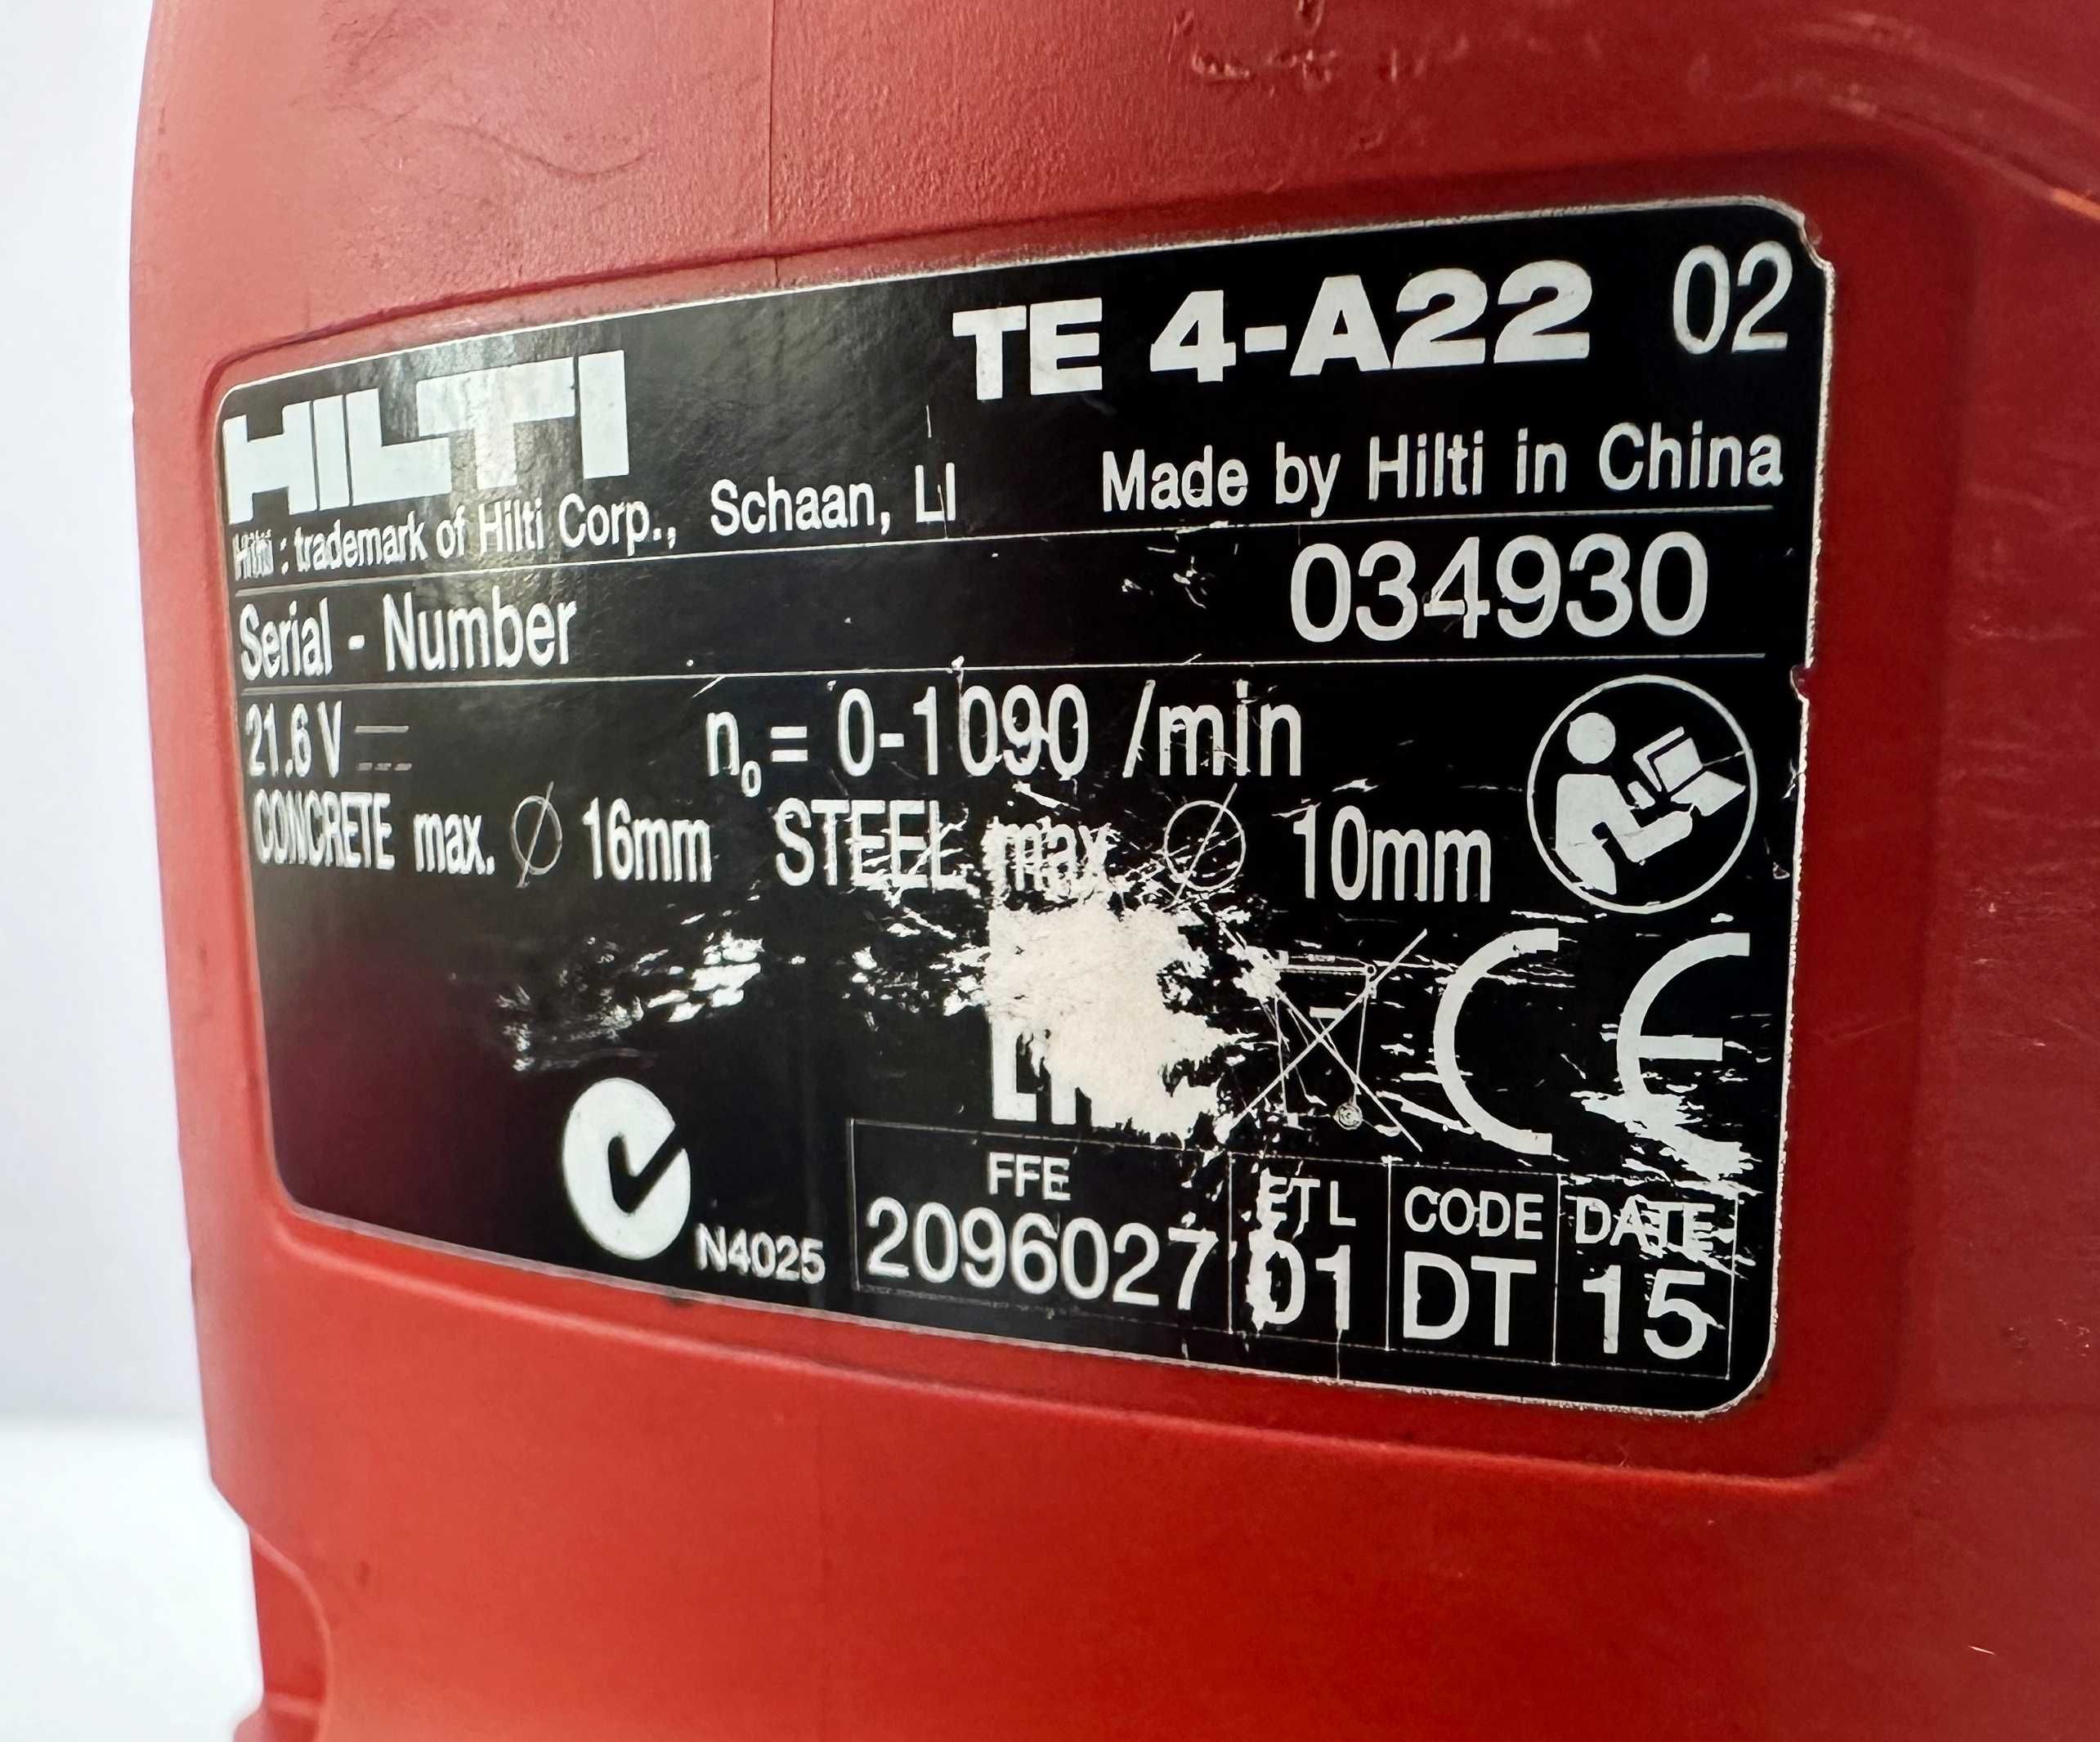 HILTI
TE 4-A22 02
Hilti : trademark of Hilti Corp., Schaan, LI
Made by Hilti in China
Serial - Number 034930
21.6 V n₀ = 0-1090 /min
CONCRETE max. Ø 16mm STEEL max Ø 10mm
CE
N4025
FFE ETL CODE DATE
2096027 01 DT 15